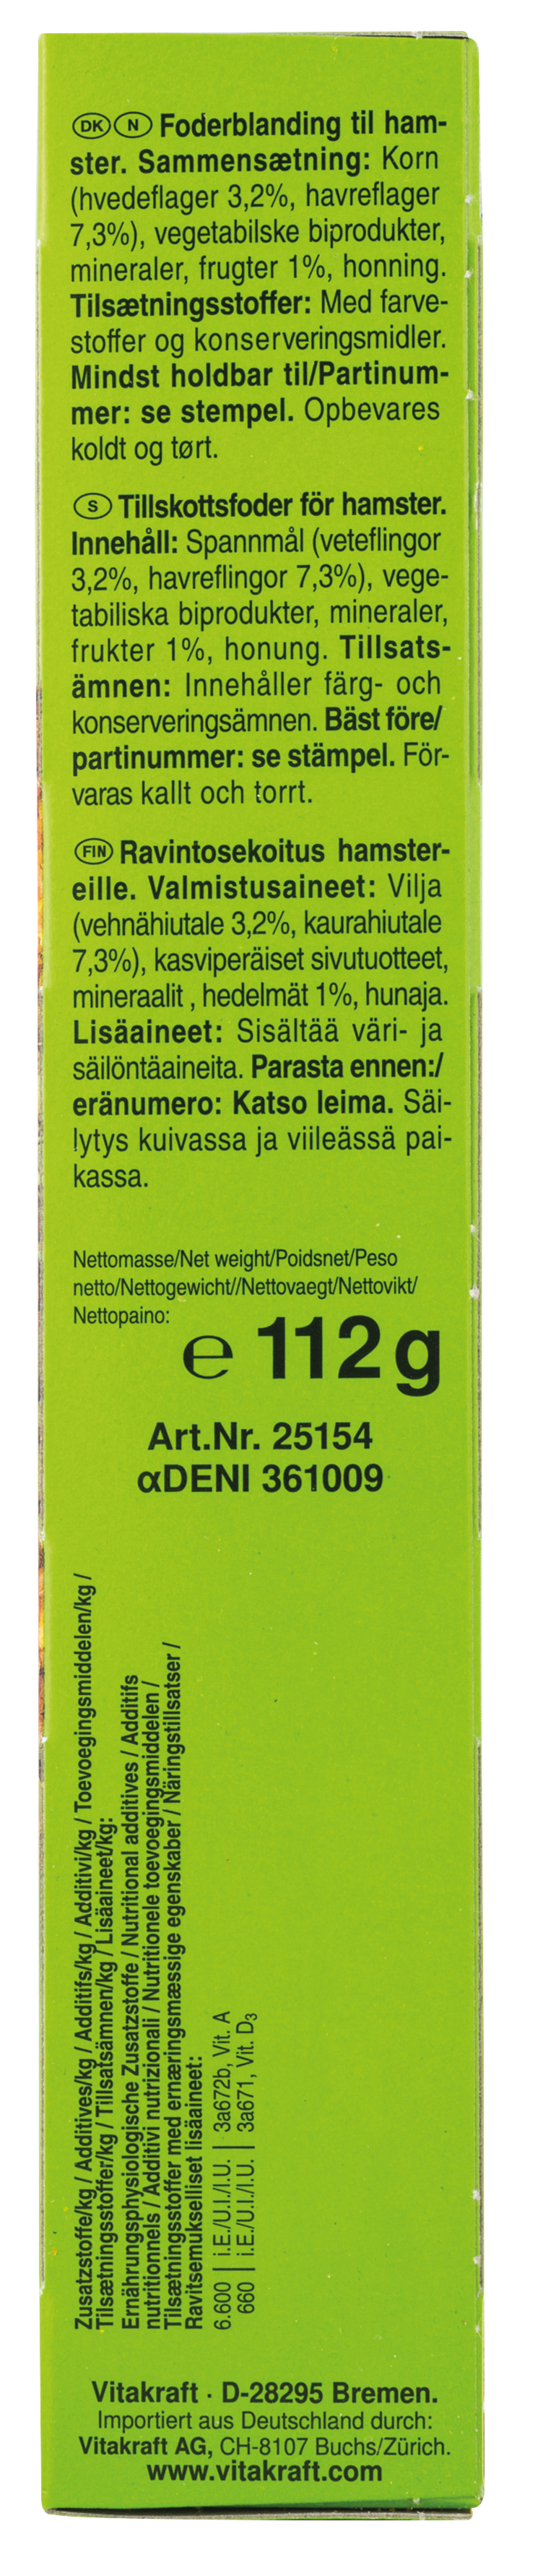 DK N Foderblanding til ham-
ster. Sammensætning: Korn
(hvedeflager 3,2%, havreflager
7,3%), vegetabilske biprodukter,
mineraler, frugter 1%, honning.
Tilsætningsstoffer: Med farve-
stoffer og konserveringsmidler.
Mindst holdbar til/Partinum-
mer: se stempel. Opbevares
koldt og tørt.
S Tillskottsfoder för hamster.
Innehåll: Spannmål (veteflingor
3,2%, havreflingor 7,3%), vege-
tabiliska biprodukter, mineraler,
frukter 1%, honung. Tillsats-
ämnen: Innehåller färg- och
konserveringsämnen. Bäst före/
partinummer: se stämpel. För-
varas kallt och torrt.
FIN Ravintosekoitus hamster-
eille. Valmistusaineet: Vilja
(vehnähiutale 3,2%, kaurahiutale
7,3%), kasviperäiset sivutuotteet,
mineraalit , hedelmät 1%, hunaja.
Lisäaineet: Sisältää väri- ja
säilöntäaineita. Parasta ennen:/
eränumero: Katso leima. Säi-
lytys kuivassa ja viileässä pai-
kassa.
Nettomasse/Net weight/Poidsnet/Peso
netto/Nettogewicht//Nettovaegt/Nettovikt/
Nettopaino:
e 112 g
Art.Nr. 25154
αDENI 361009
Zusatzstoffe/kg / Additives/kg / Additifs/kg / Additivi/kg / Toevoegingsmiddelen/kg /
Tilsætningsstoffer/kg / Tillsatsämnen/kg / Lisäaineet/kg:
Ernährungsphysiologische Zusatzstoffe / Nutritional additives / Additifs
nutritionnels / Additivi nutrizionali / Nutritionele toevoegingsmiddelen /
Tilsætningsstoffer med ernæringsmæssige egenskaber / Näringstillsatser /
Ravitsemukselliset lisäaineet:
6.600 | i.E./U.I./I.U. | 3a672b, Vit. A
660 | i.E./U.I./I.U. | 3a671, Vit. D3
Vitakraft · D-28295 Bremen.
Importiert aus Deutschland durch:
Vitakraft AG, CH-8107 Buchs/Zürich.
www.vitakraft.com